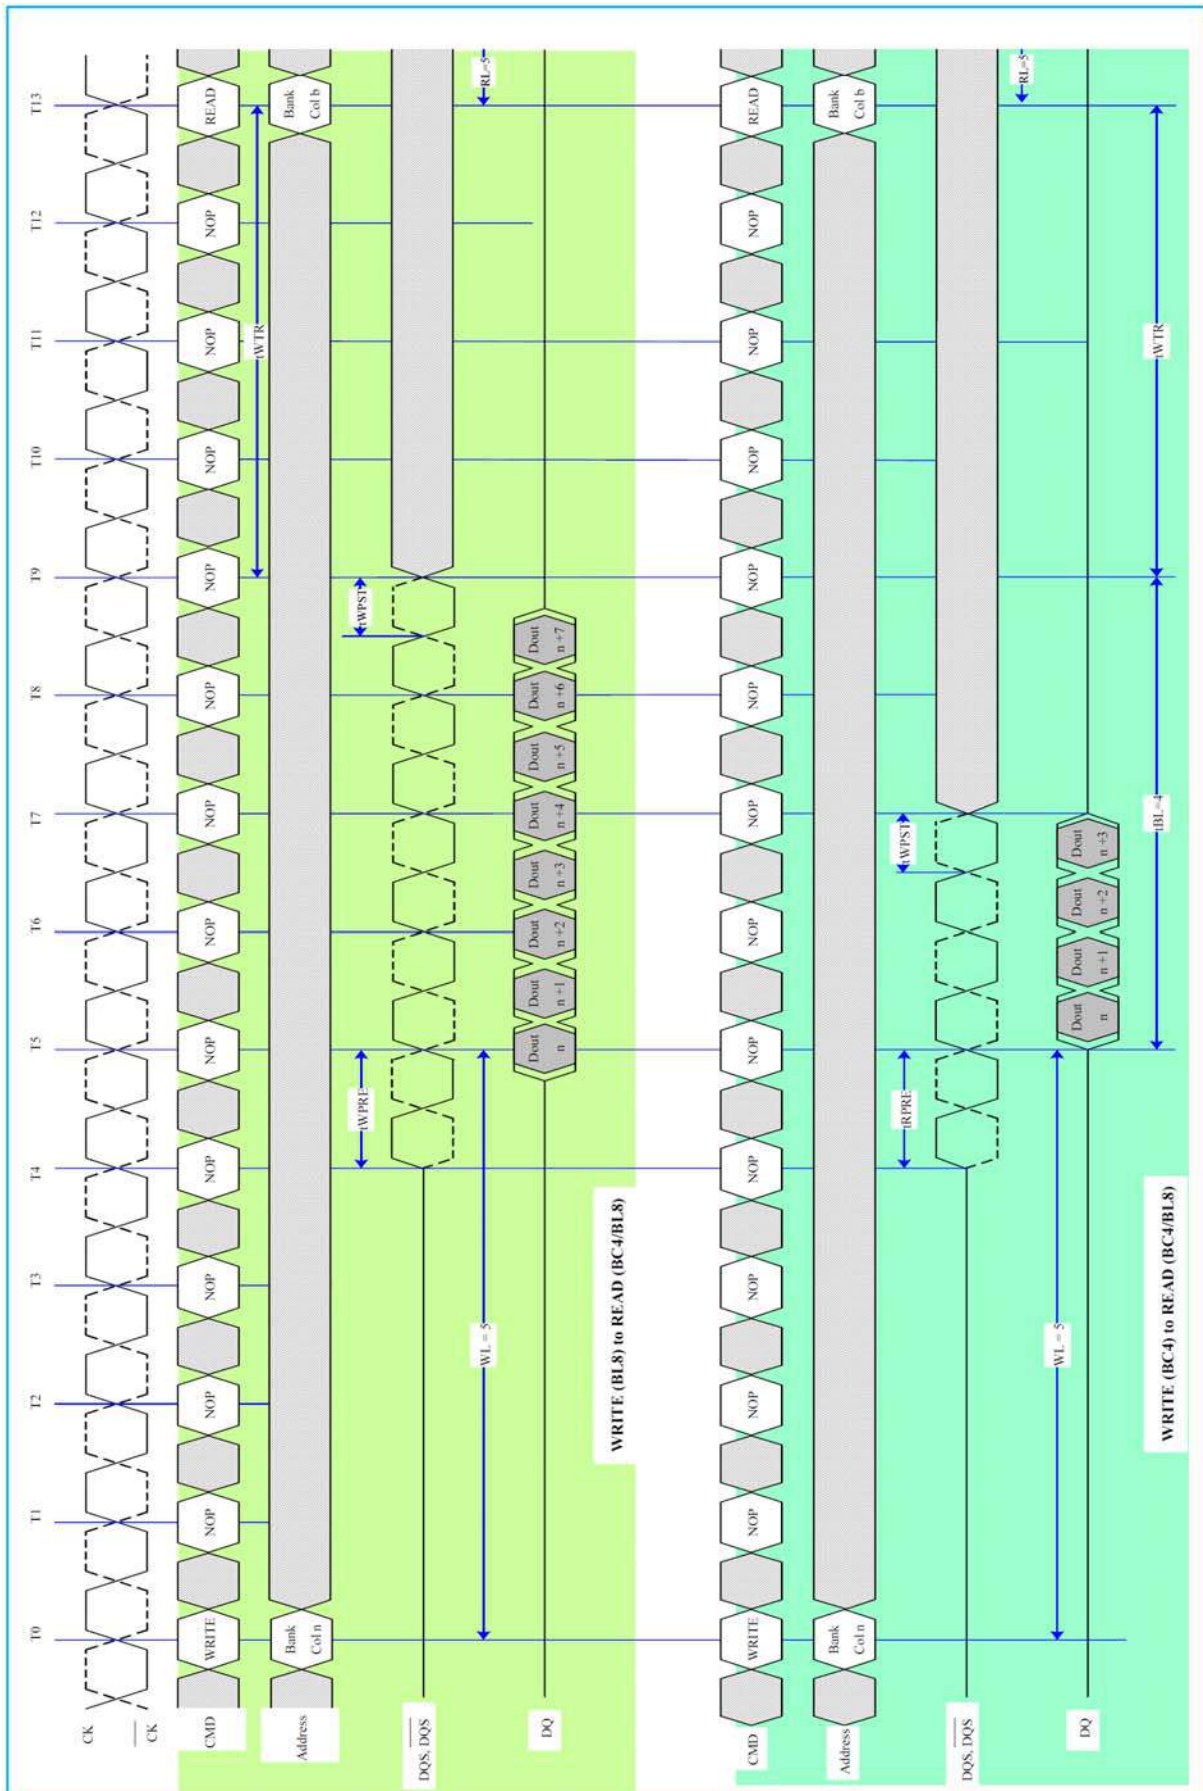 T0 T1 T2 T3 T4 T5 T6 T7 T8 T9 T10 T11 T12 T13
CK
CK
CMD WRITE NOP NOP NOP NOP NOP NOP NOP NOP NOP NOP NOP NOP READ
tWTR
Address
Bank Bank
Col n Col b
tWPRE tWPST
DQS, DQS
WL = 5 RL=5
DQ
Dout Dout Dout Dout Dout Dout Dout Dout
n n +1 n +2 n +3 n +4 n +5 n +6 n +7
WRITE (BL8) to READ (BC4/BL8)
CMD WRITE NOP NOP NOP NOP NOP NOP NOP NOP NOP NOP NOP NOP READ
Address
Bank Bank
Col n Col b
tRPRE tWPST
DQS, DQS
WL = 5 RL=5
DQ
Dout Dout Dout Dout
n n +1 n +2 n +3
tBL=4 tWTR
WRITE (BC4) to READ (BC4/BL8)